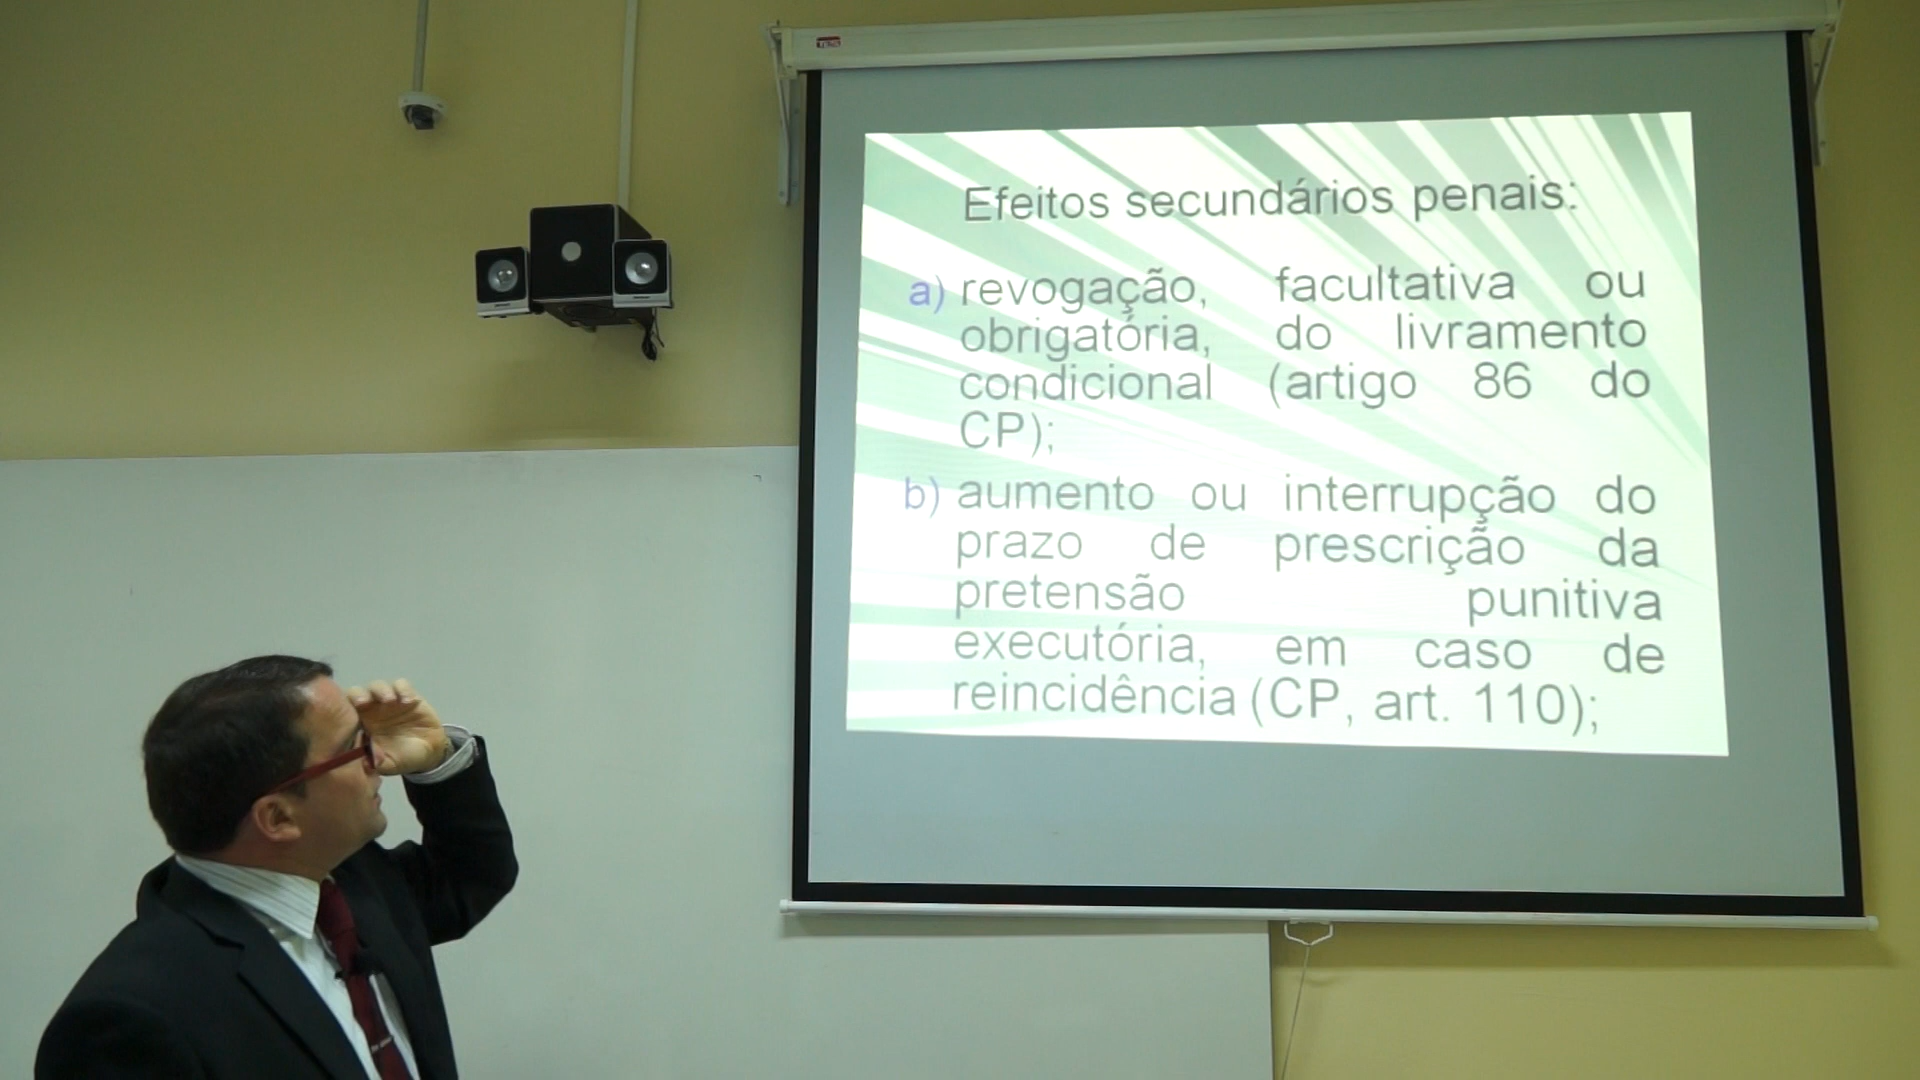 Efeitos secundários penais:
a) revogação, facultativa ou
obrigatória, do livramento
condicional (artigo 86 do
CP);
b) aumento ou interrupção do
prazo de prescrição da
pretensão punitiva
executória, em caso de
reincidência (CP, art. 110);